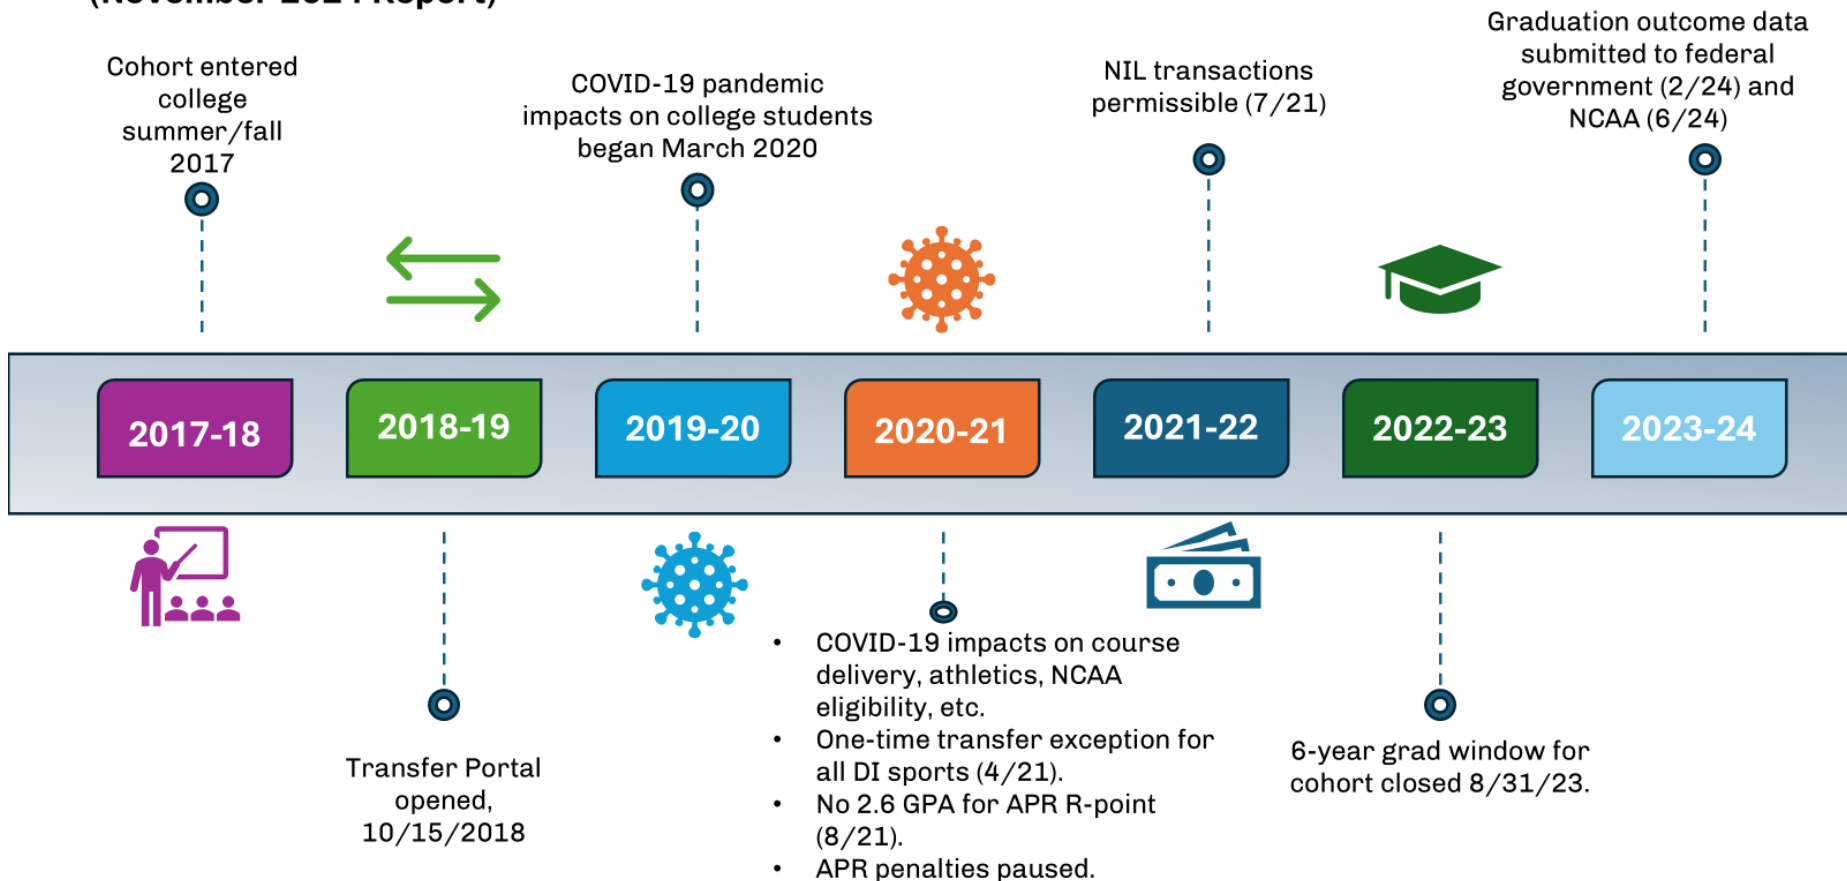 (November 2024 Report)
Cohort entered
college
summer/fall
2017
COVID-19 pandemic
impacts on college students
began March 2020
NIL transactions
permissible (7/21)
Graduation outcome data
submitted to federal
government (2/24) and
NCAA (6/24)
2017-18
2018-19
2019-20
2020-21
2021-22
2022-23
2023-24
Transfer Portal
opened,
10/15/2018
• COVID-19 impacts on course
delivery, athletics, NCAA
eligibility, etc.
• One-time transfer exception for
all DI sports (4/21).
• No 2.6 GPA for APR R-point
(8/21).
• APR penalties paused.
6-year grad window for
cohort closed 8/31/23.